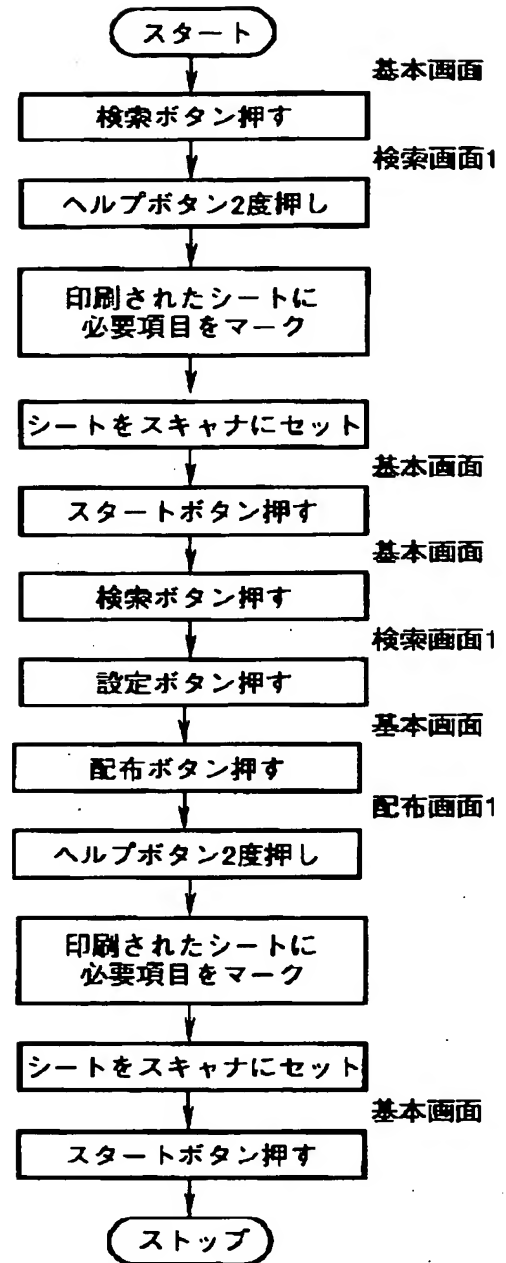 スタート
基本画面
検索ボタン押す
検索画面1
ヘルプボタン2度押し
印刷されたシートに
必要項目をマーク
シートをスキャナにセット
基本画面
スタートボタン押す
基本画面
検索ボタン押す
検索画面1
設定ボタン押す
基本画面
配布ボタン押す
配布画面1
ヘルプボタン2度押し
印刷されたシートに
必要項目をマーク
シートをスキャナにセット
基本画面
スタートボタン押す
ストップ